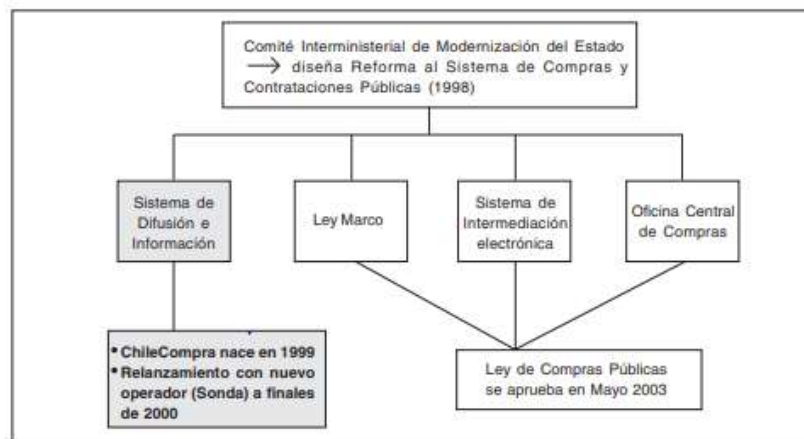 Comité Interministerial de Modernización del Estado
→ diseña Reforma al Sistema de Compras y
Contrataciones Públicas (1998)
Sistema de
Difusión e
Información
Ley Marco
Sistema de
Intermediación
electrónica
Oficina Central
de Compras
• ChileCompra nace en 1999
• Relanzamiento con nuevo
operador (Sonda) a finales
de 2000
Ley de Compras Públicas
se aprueba en Mayo 2003